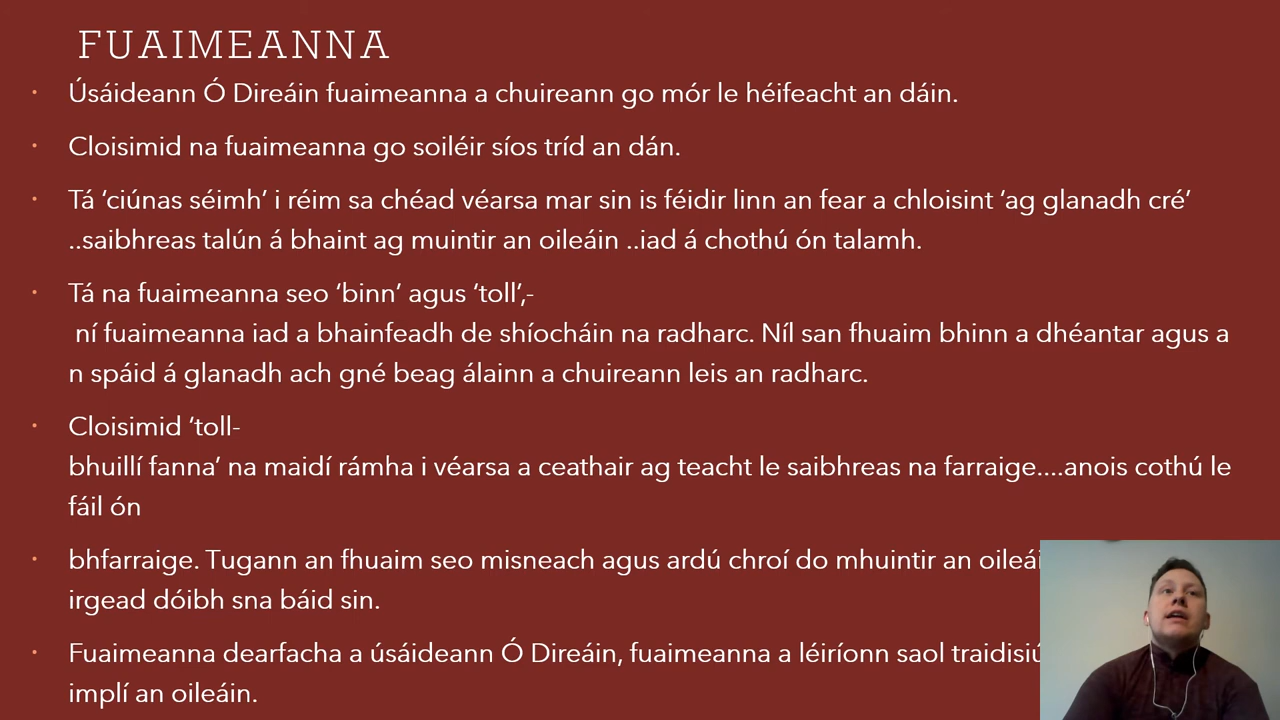 FUAIMEANNA
• Úsáideann Ó Direáin fuaimeanna a chuireann go mór le héifeacht an dáin.
• Cloisimid na fuaimeanna go soiléir síos tríd an dán.
• Tá ‘ciúnas séimh’ i réim sa chéad véarsa mar sin is féidir linn an fear a chloisint ‘ag glanadh cré’
..saibhreas talún á bhaint ag muintir an oileáin ..iad á chothú ón talamh.
• Tá na fuaimeanna seo ‘binn’ agus ‘toll’,-
ní fuaimeanna iad a bhainfeadh de shíocháin na radharc. Níl san fhuaim bhinn a dhéantar agus a
n spáid á glanadh ach gné beag álainn a chuireann leis an radharc.
• Cloisimid ‘toll-
bhuillí fanna’ na maidí rámha i véarsa a ceathair ag teacht le saibhreas na farraige....anois cothú le
fáil ón
• bhfarraige. Tugann an fhuaim seo misneach agus ardú chroí do mhuintir an
irgead dóibh sna báid sin.
• Fuaimeanna dearfacha a úsáideann Ó Direáin, fuaimeanna a léiríonn saol
implí an oileáin.